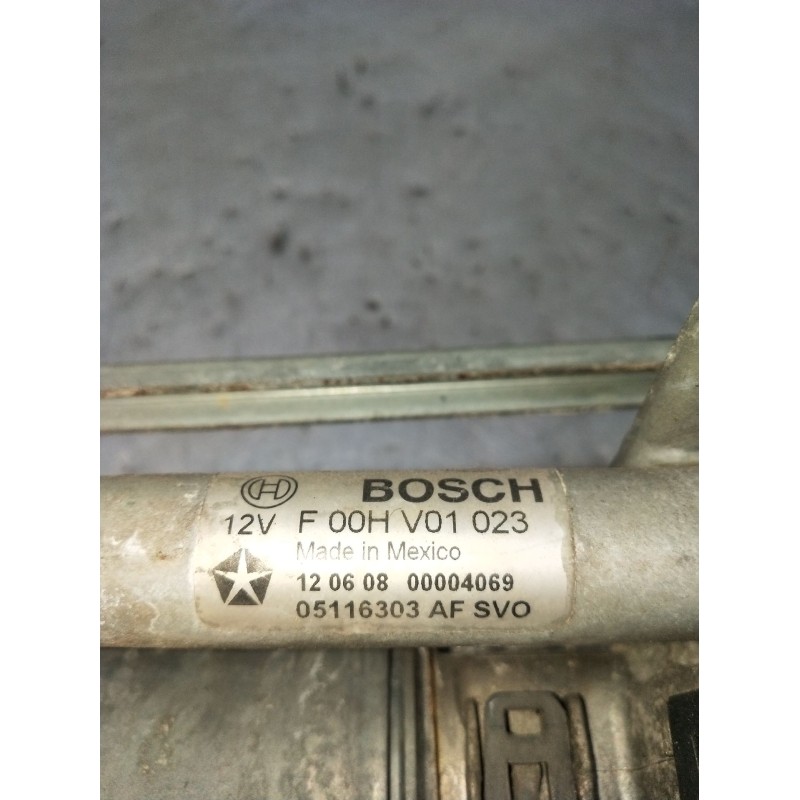 BOSCH
12V F 00H V01 023
Made in Mexico
12 06 08 00004069
05116303 AF SVO